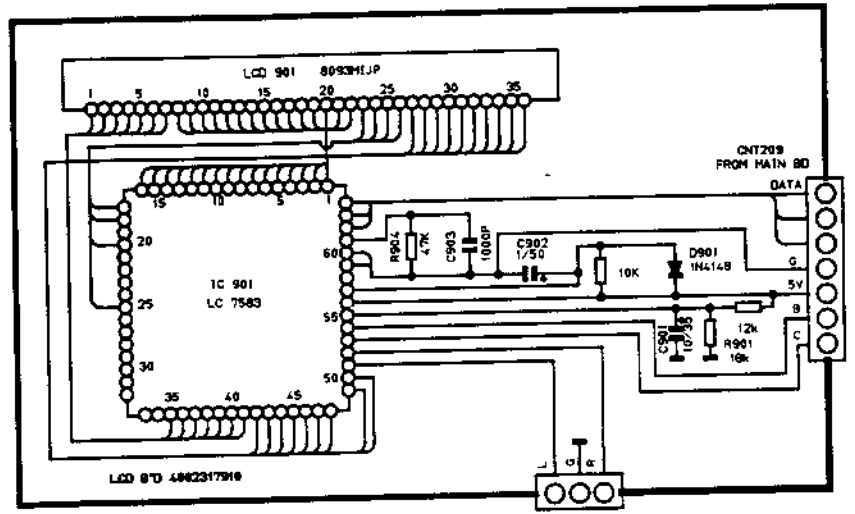 LCD 901 8093MIJP
1 5 10 15 20 25 30 35
CNT209
FROM MAIN BD
DATA
15 10 5 1
20
60
R904
47K
C903
1000P
C902
1/50
+
10K
D901
1N4148
G
5V
IC 901
LC 7583
25
55
B
C901
10/35
R901
18k
12k
C
30
50
35 40 45
L
G
R
LCD B'D 4002317910